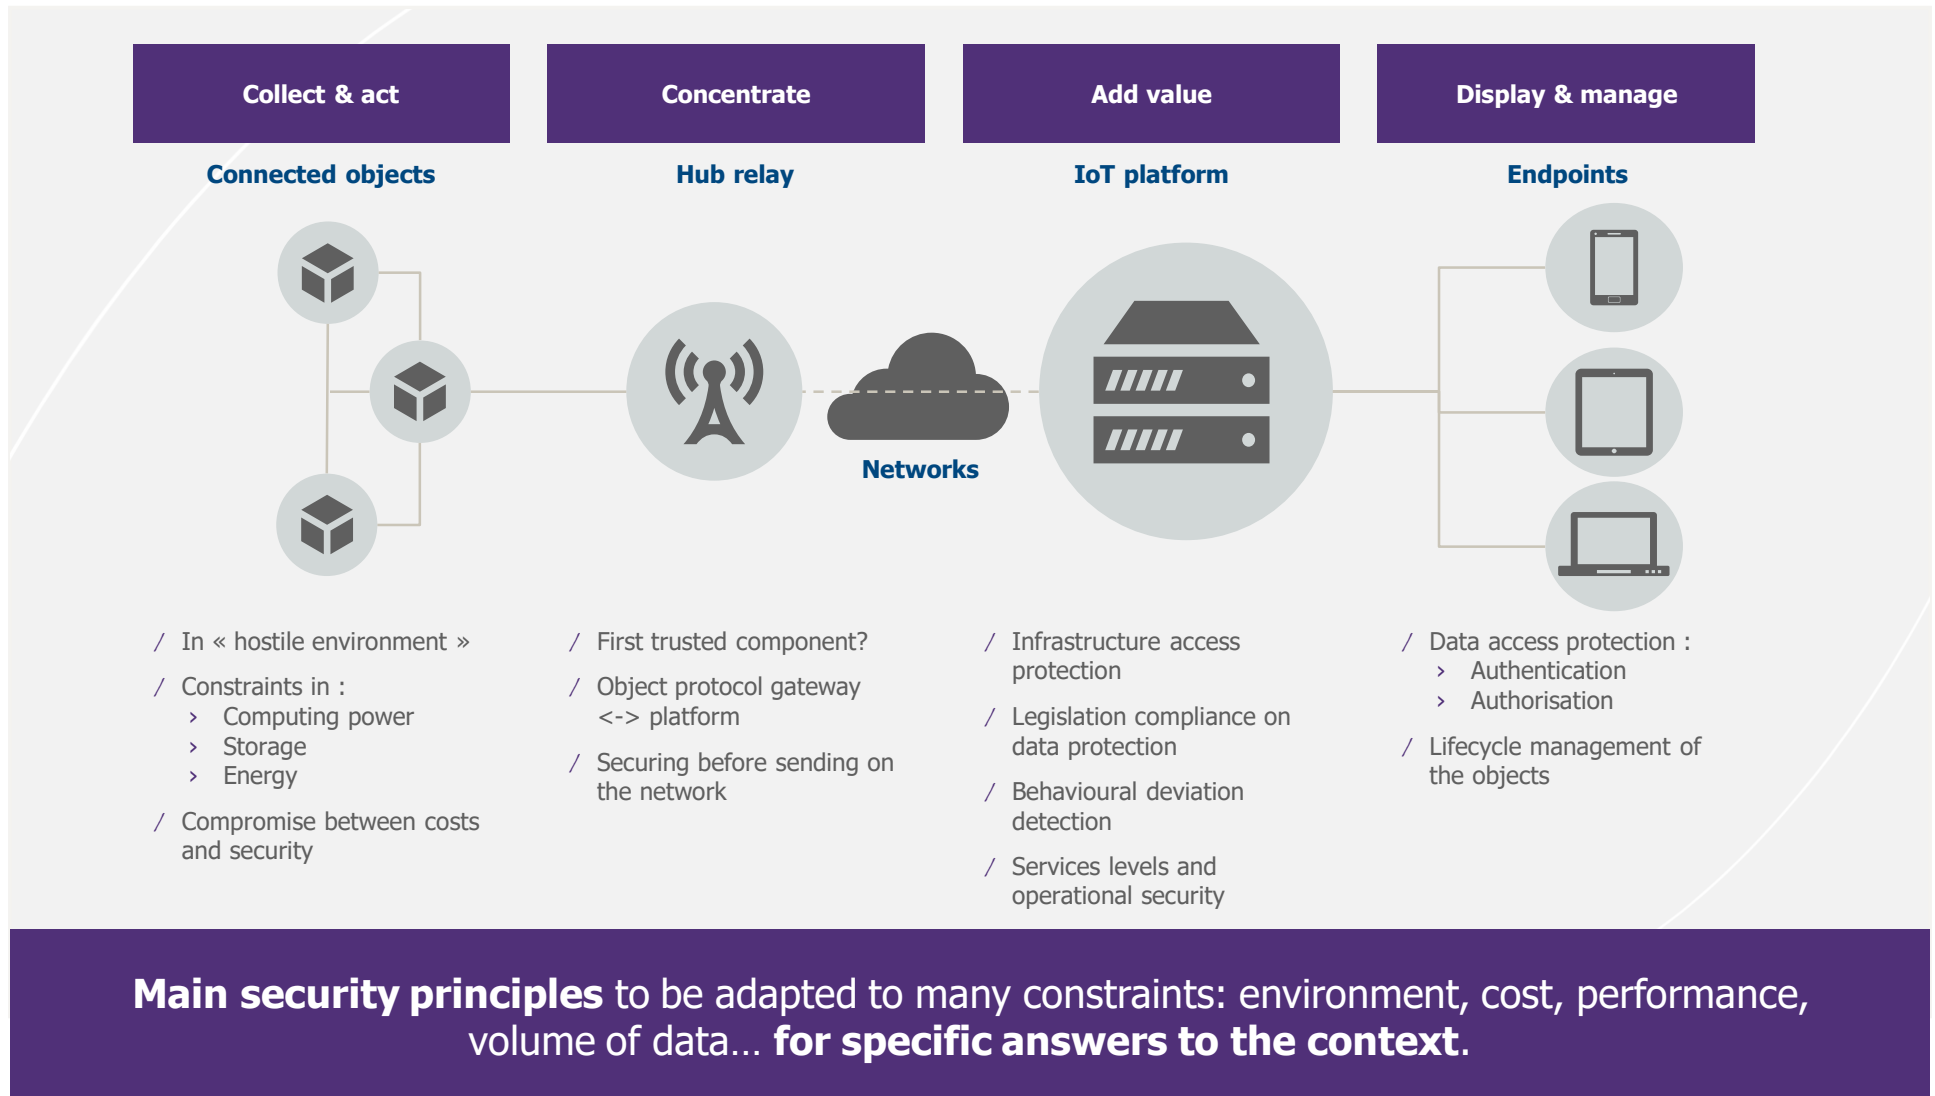 Collect & act
Concentrate
Add value
Display & manage
Connected objects
Hub relay
IoT platform
Endpoints
Networks
/ In « hostile environment »
/ Constraints in :
› Computing power
› Storage
› Energy
/ Compromise between costs
and security
/ First trusted component?
/ Object protocol gateway
<-> platform
/ Securing before sending on
the network
/ Infrastructure access
protection
/ Legislation compliance on
data protection
/ Behavioural deviation
detection
/ Services levels and
operational security
/ Data access protection :
› Authentication
› Authorisation
/ Lifecycle management of
the objects
Main security principles to be adapted to many constraints: environment, cost, performance,
volume of data... for specific answers to the context.